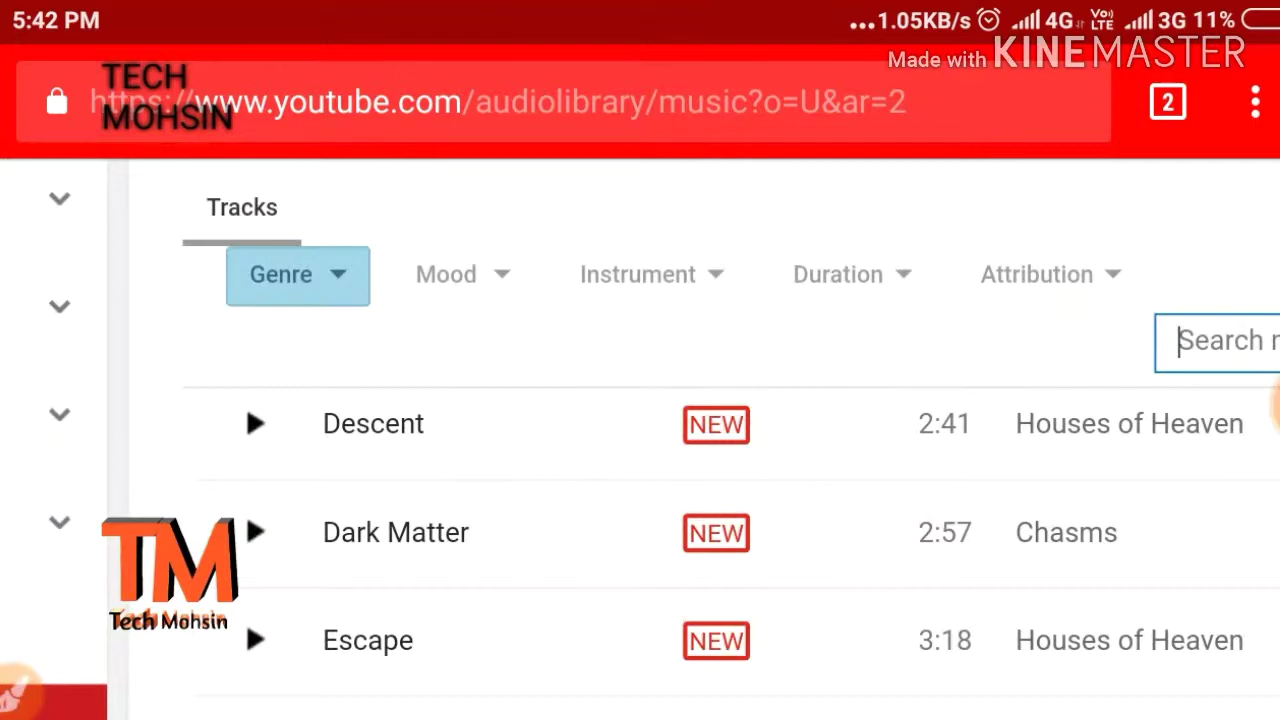 5:42 PM
...1.05KB/s 4G Vo)) LTE 3G 11%
Made with KINEMASTER
TECH
MOHSIN
https://www.youtube.com/audiolibrary/music?o=U&ar=2
2
Tracks
Genre Mood Instrument Duration Attribution
Search
Descent NEW 2:41 Houses of Heaven
Dark Matter NEW 2:57 Chasms
Escape NEW 3:18 Houses of Heaven
TM
Tech Mohsin